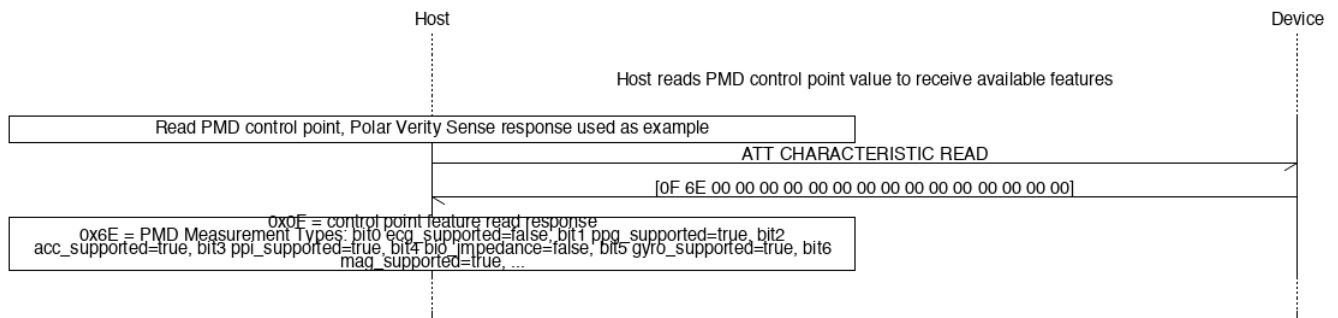 Host
Device
Host reads PMD control point value to receive available features
Read PMD control point, Polar Verity Sense response used as example
ATT CHARACTERISTIC READ
[0F 6E 00 00 00 00 00 00 00 00 00 00 00 00 00 00 00]
0x0F = control point feature read response
0x6E = PMD Measurement Types: bit0 ecg_supported=false, bit1 ppg_supported=true, bit2
acc_supported=true, bit3 ppi_supported=true, bit4 bio_impedance=false, bit5 gyro_supported=true, bit6
mag_supported=true, ...